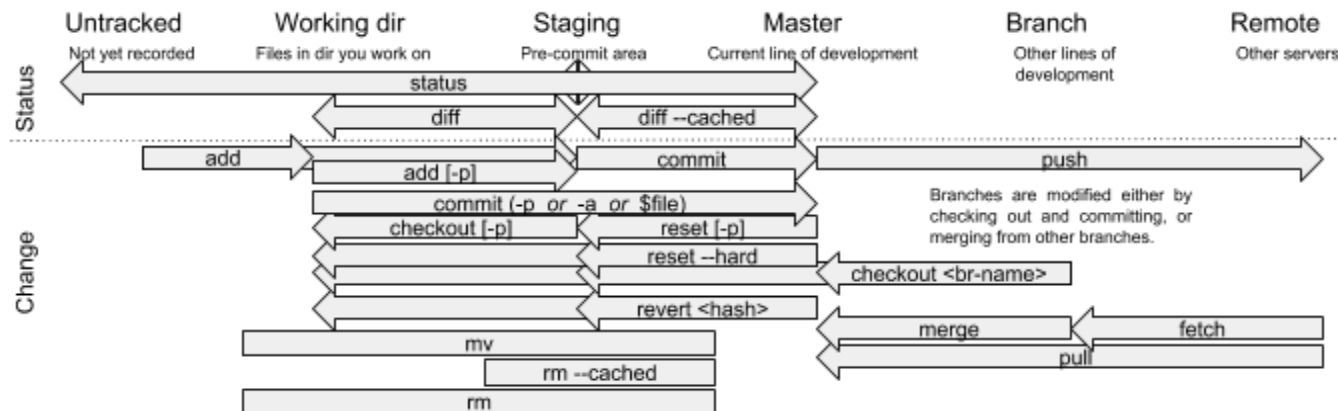 Untracked Working dir Staging Master Branch Remote
Not yet recorded Files in dir you work on Pre-commit area Current line of development Other lines of Other servers
development
Status
status
diff diff --cached
Change
add commit push
add [-p]
commit (-p or -a or $file)
Branches are modified either by
checking out and committing, or
merging from other branches.
checkout [-p] reset [-p]
reset --hard
checkout <br-name>
revert <hash>
merge fetch
mv
pull
rm --cached
rm